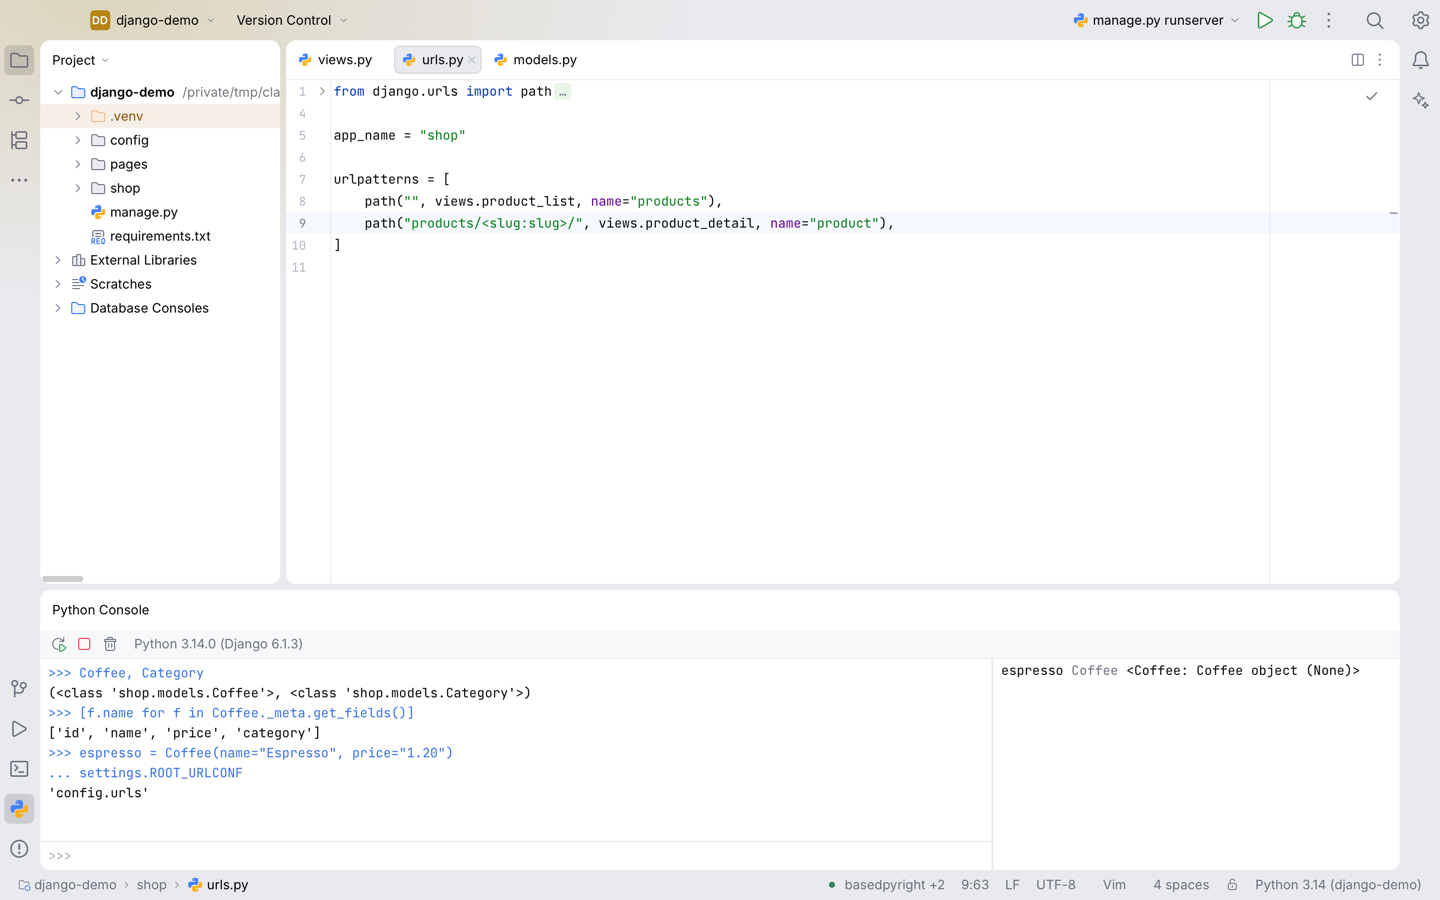 DD django-demo Version Control manage.py runserver
Project
django-demo /private/tmp/cla
.venv
config
pages
shop
manage.py
REQ requirements.txt
External Libraries
Scratches
Database Consoles
views.py urls.py models.py
1 from django.urls import path...
4
5 app_name = "shop"
6
7 urlpatterns = [
8 path("", views.product_list, name="products"),
9 path("products/<slug:slug>/", views.product_detail, name="product"),
10 ]
11
Python Console
Python 3.14.0 (Django 6.1.3)
>>> Coffee, Category
(<class 'shop.models.Coffee'>, <class 'shop.models.Category'>)
>>> [f.name for f in Coffee._meta.get_fields()]
['id', 'name', 'price', 'category']
>>> espresso = Coffee(name="Espresso", price="1.20")
... settings.ROOT_URLCONF
'config.urls'
>>>
espresso Coffee <Coffee: Coffee object (None)>
django-demo › shop › urls.py
basedpyright +2 9:63 LF UTF-8 Vim 4 spaces Python 3.14 (django-demo)